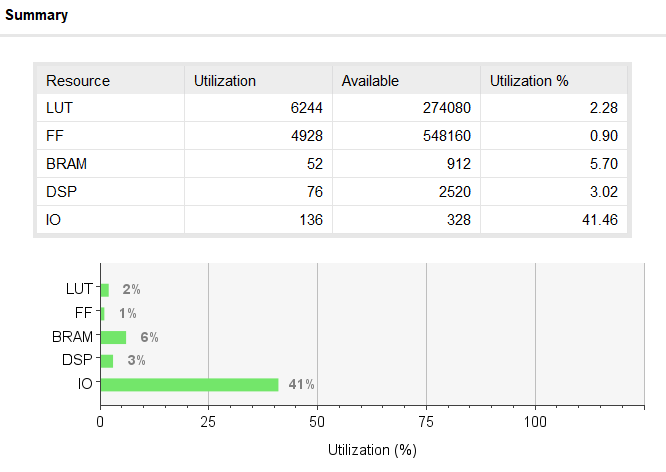 Summary
Resource Utilization Available Utilization %
LUT 6244 274080 2.28
FF 4928 548160 0.90
BRAM 52 912 5.70
DSP 76 2520 3.02
IO 136 328 41.46
LUT 2%
FF 1%
BRAM 6%
DSP 3%
IO 41%
0 25 50 75 100
Utilization (%)